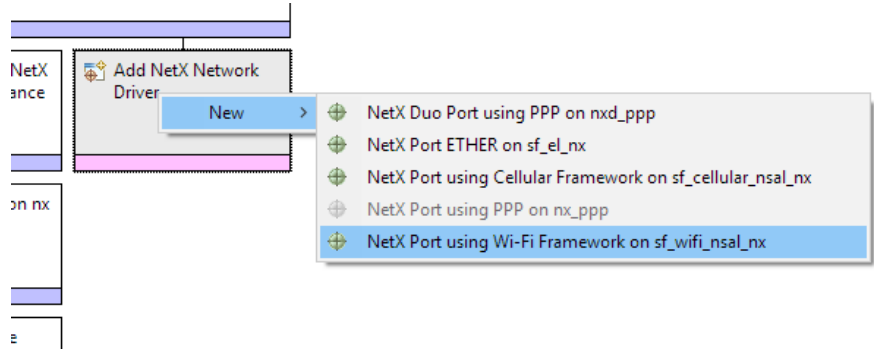 NetX
ance
Add NetX Network
Driver
New
NetX Duo Port using PPP on nxd_ppp
NetX Port ETHER on sf_el_nx
NetX Port using Cellular Framework on sf_cellular_nsal_nx
NetX Port using PPP on nx_ppp
NetX Port using Wi-Fi Framework on sf_wifi_nsal_nx
on nx
e